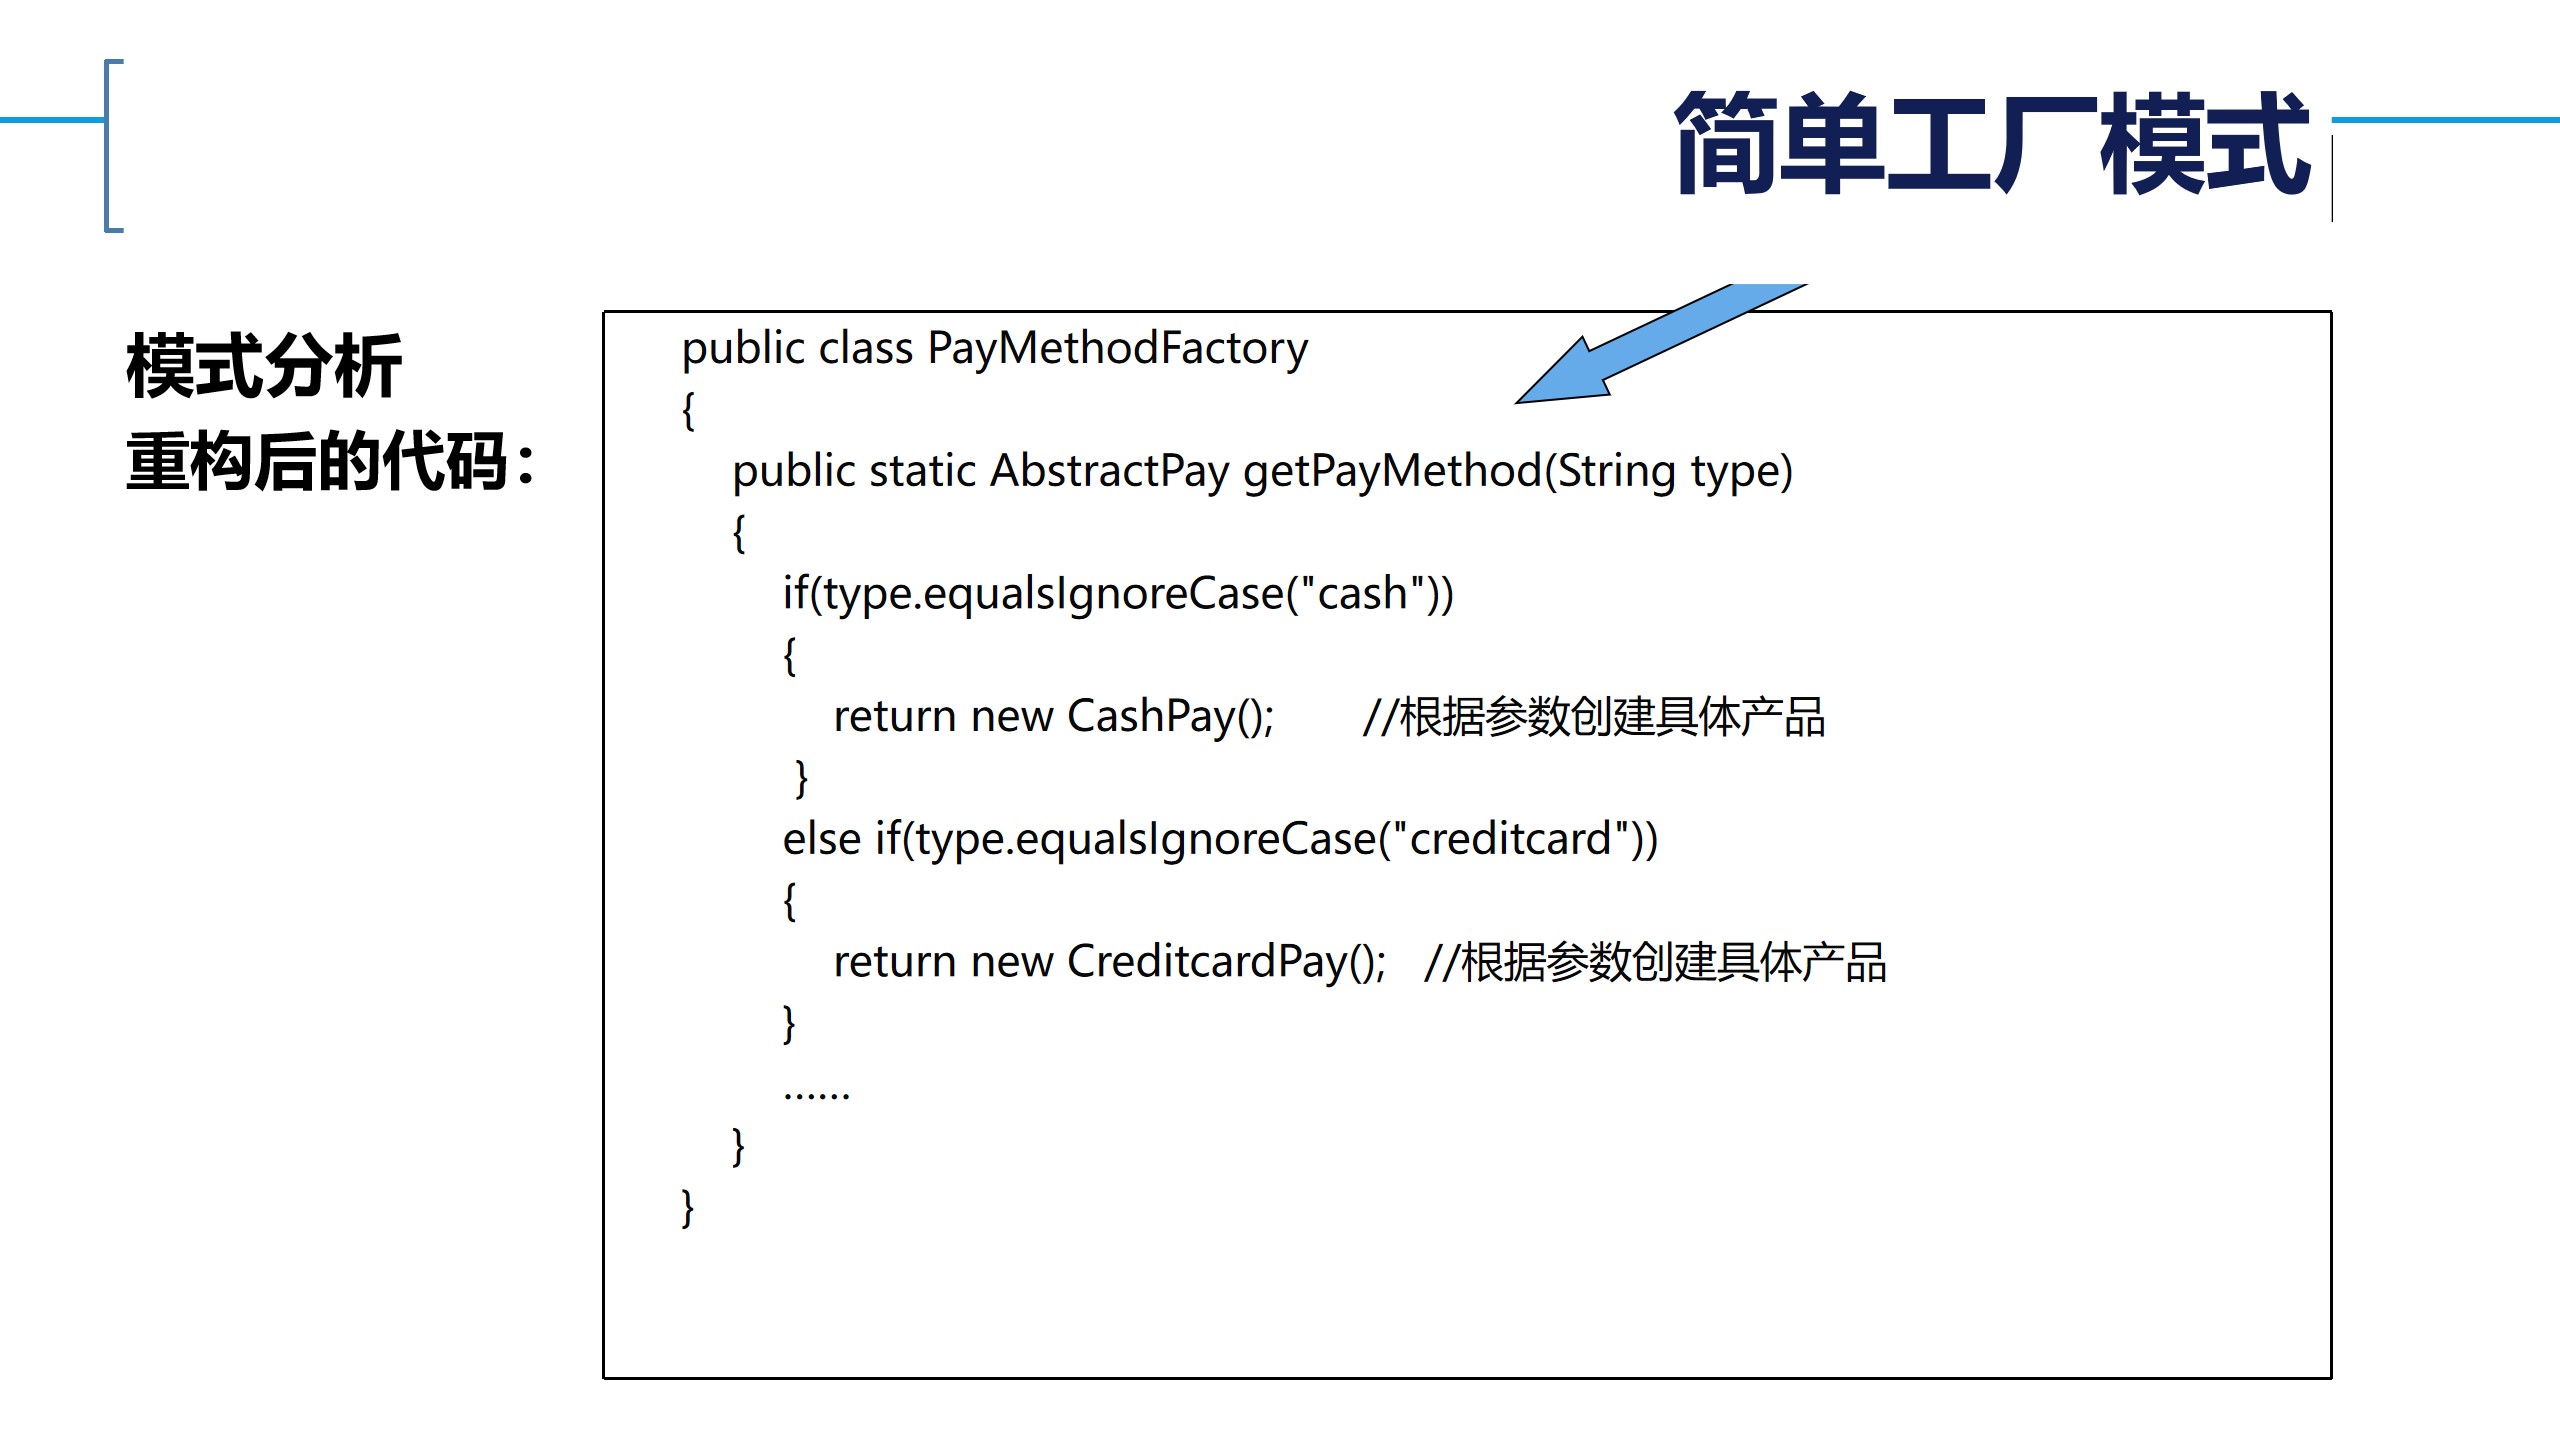 简单工厂模式
模式分析
重构后的代码：
public class PayMethodFactory
{
public static AbstractPay getPayMethod(String type)
{
if(type.equalsIgnoreCase("cash"))
{
return new CashPay(); //根据参数创建具体产品
}
else if(type.equalsIgnoreCase("creditcard"))
{
return new CreditcardPay(); //根据参数创建具体产品
}
……
}
}